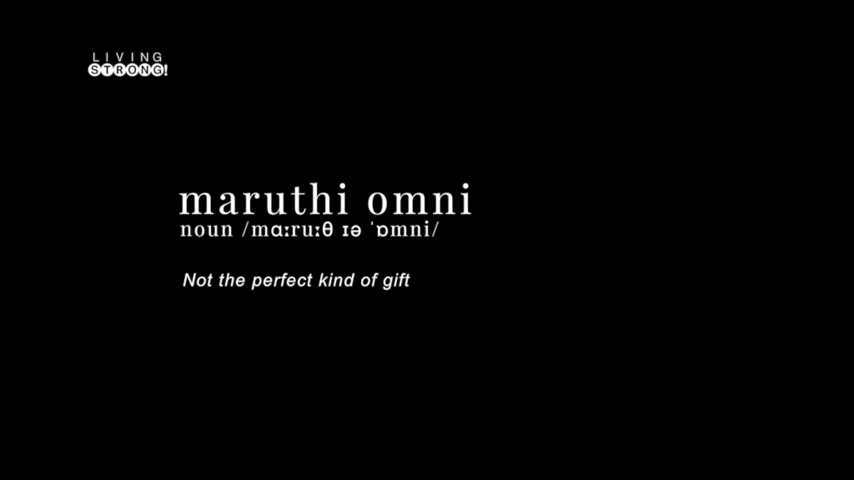 LIVING
STRONG!
maruthi omni
noun /mɑːruːθ ɪə ˈɒmni/
Not the perfect kind of gift